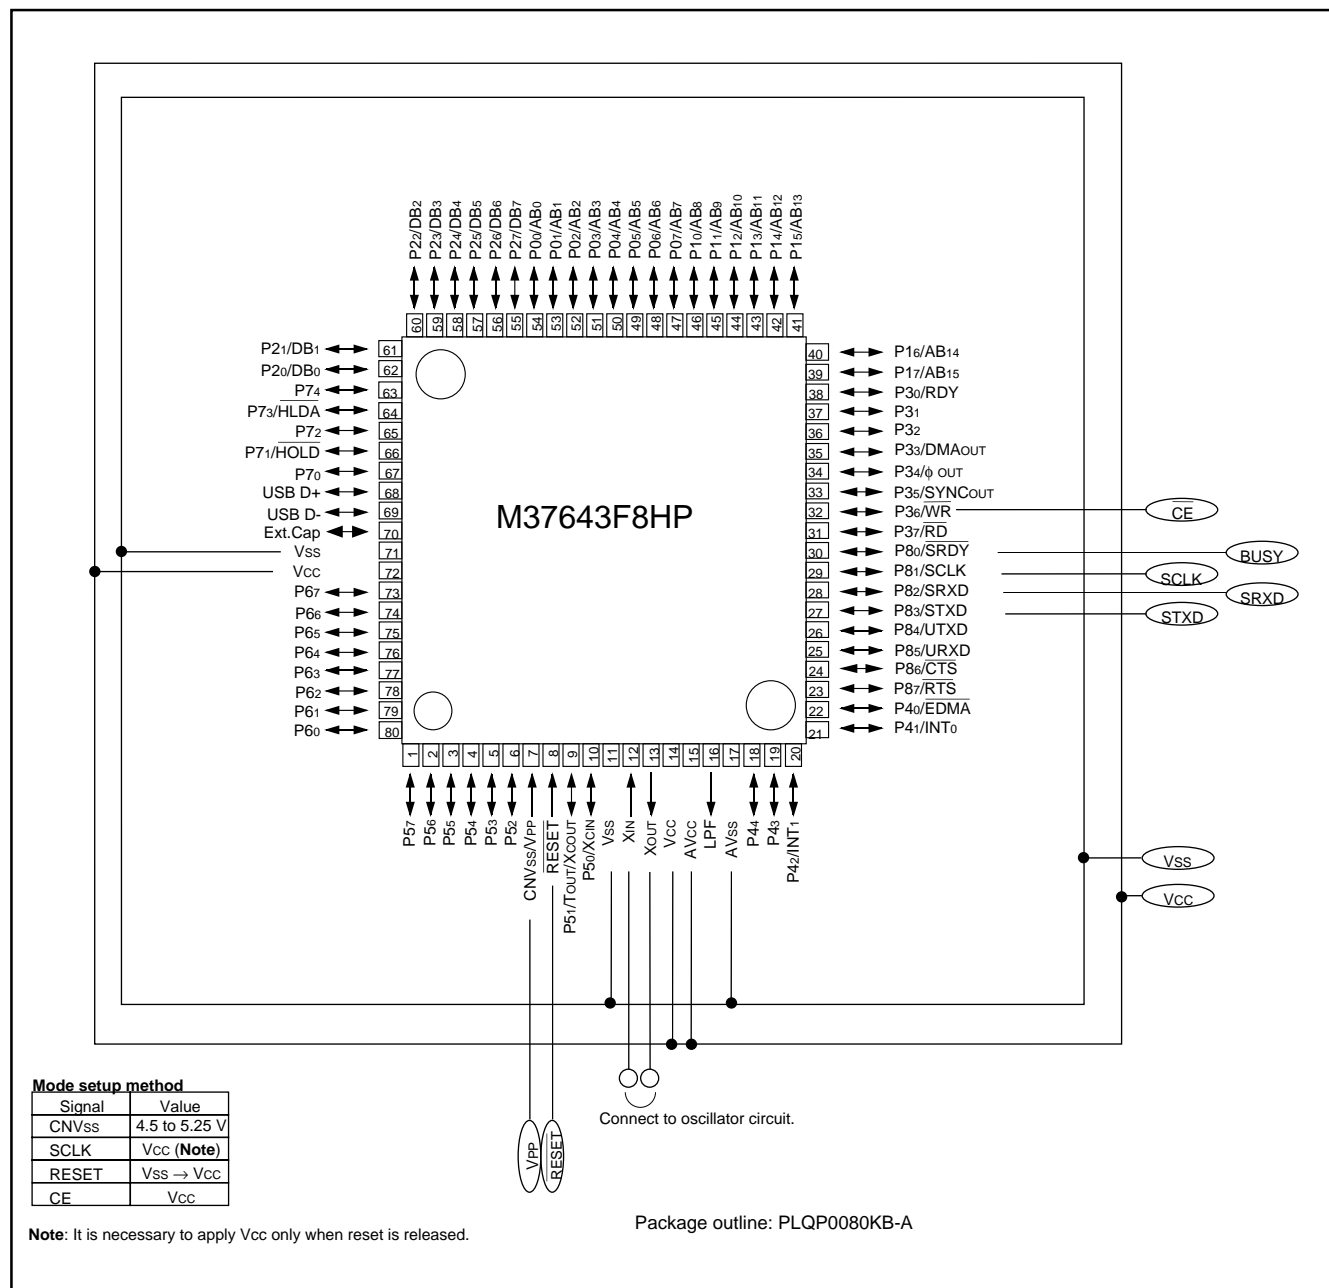 P22/DB2
P23/DB3
P24/DB4
P25/DB5
P26/DB6
P27/DB7
P00/AB0
P01/AB1
P02/AB2
P03/AB3
P04/AB4
P05/AB5
P06/AB6
P07/AB7
P10/AB8
P11/AB9
P12/AB10
P13/AB11
P14/AB12
P15/AB13
60 59 58 57 56 55 54 53 52 51 50 49 48 47 46 45 44 43 42 41
P21/DB1 61
P20/DB0 62
P74 63
P73/HLDA 64
P72 65
P71/HOLD 66
P70 67
USB D+ 68
USB D- 69
Ext.Cap 70
Vss 71
Vcc 72
P67 73
P66 74
P65 75
P64 76
P63 77
P62 78
P61 79
P60 80
M37643F8HP
40 P16/AB14
39 P17/AB15
38 P30/RDY
37 P31
36 P32
35 P33/DMAOUT
34 P34/ϕ OUT
33 P35/SYNCOUT
32 P36/WR CE
31 P37/RD
30 P80/SRDY BUSY
29 P81/SCLK SCLK
28 P82/SRXD SRXD
27 P83/STXD STXD
26 P84/UTXD
25 P85/URXD
24 P86/CTS
23 P87/RTS
22 P40/EDMA
21 P41/INT0
1 2 3 4 5 6 7 8 9 10 11 12 13 14 15 16 17 18 19 20
P57
P56
P55
P54
P53
P52
CNVss/VPP
RESET
P51/TOUT/XCOUT
P50/XCIN
Vss
XIN
XOUT
Vcc
AVcc
LPF
AVss
P44
P43
P42/INT1
Vss
Vcc
Connect to oscillator circuit.
VPP
RESET
Mode setup method
Signal Value
CNVss 4.5 to 5.25 V
SCLK Vcc (Note)
RESET Vss → Vcc
CE Vcc
Note: It is necessary to apply Vcc only when reset is released.
Package outline: PLQP0080KB-A